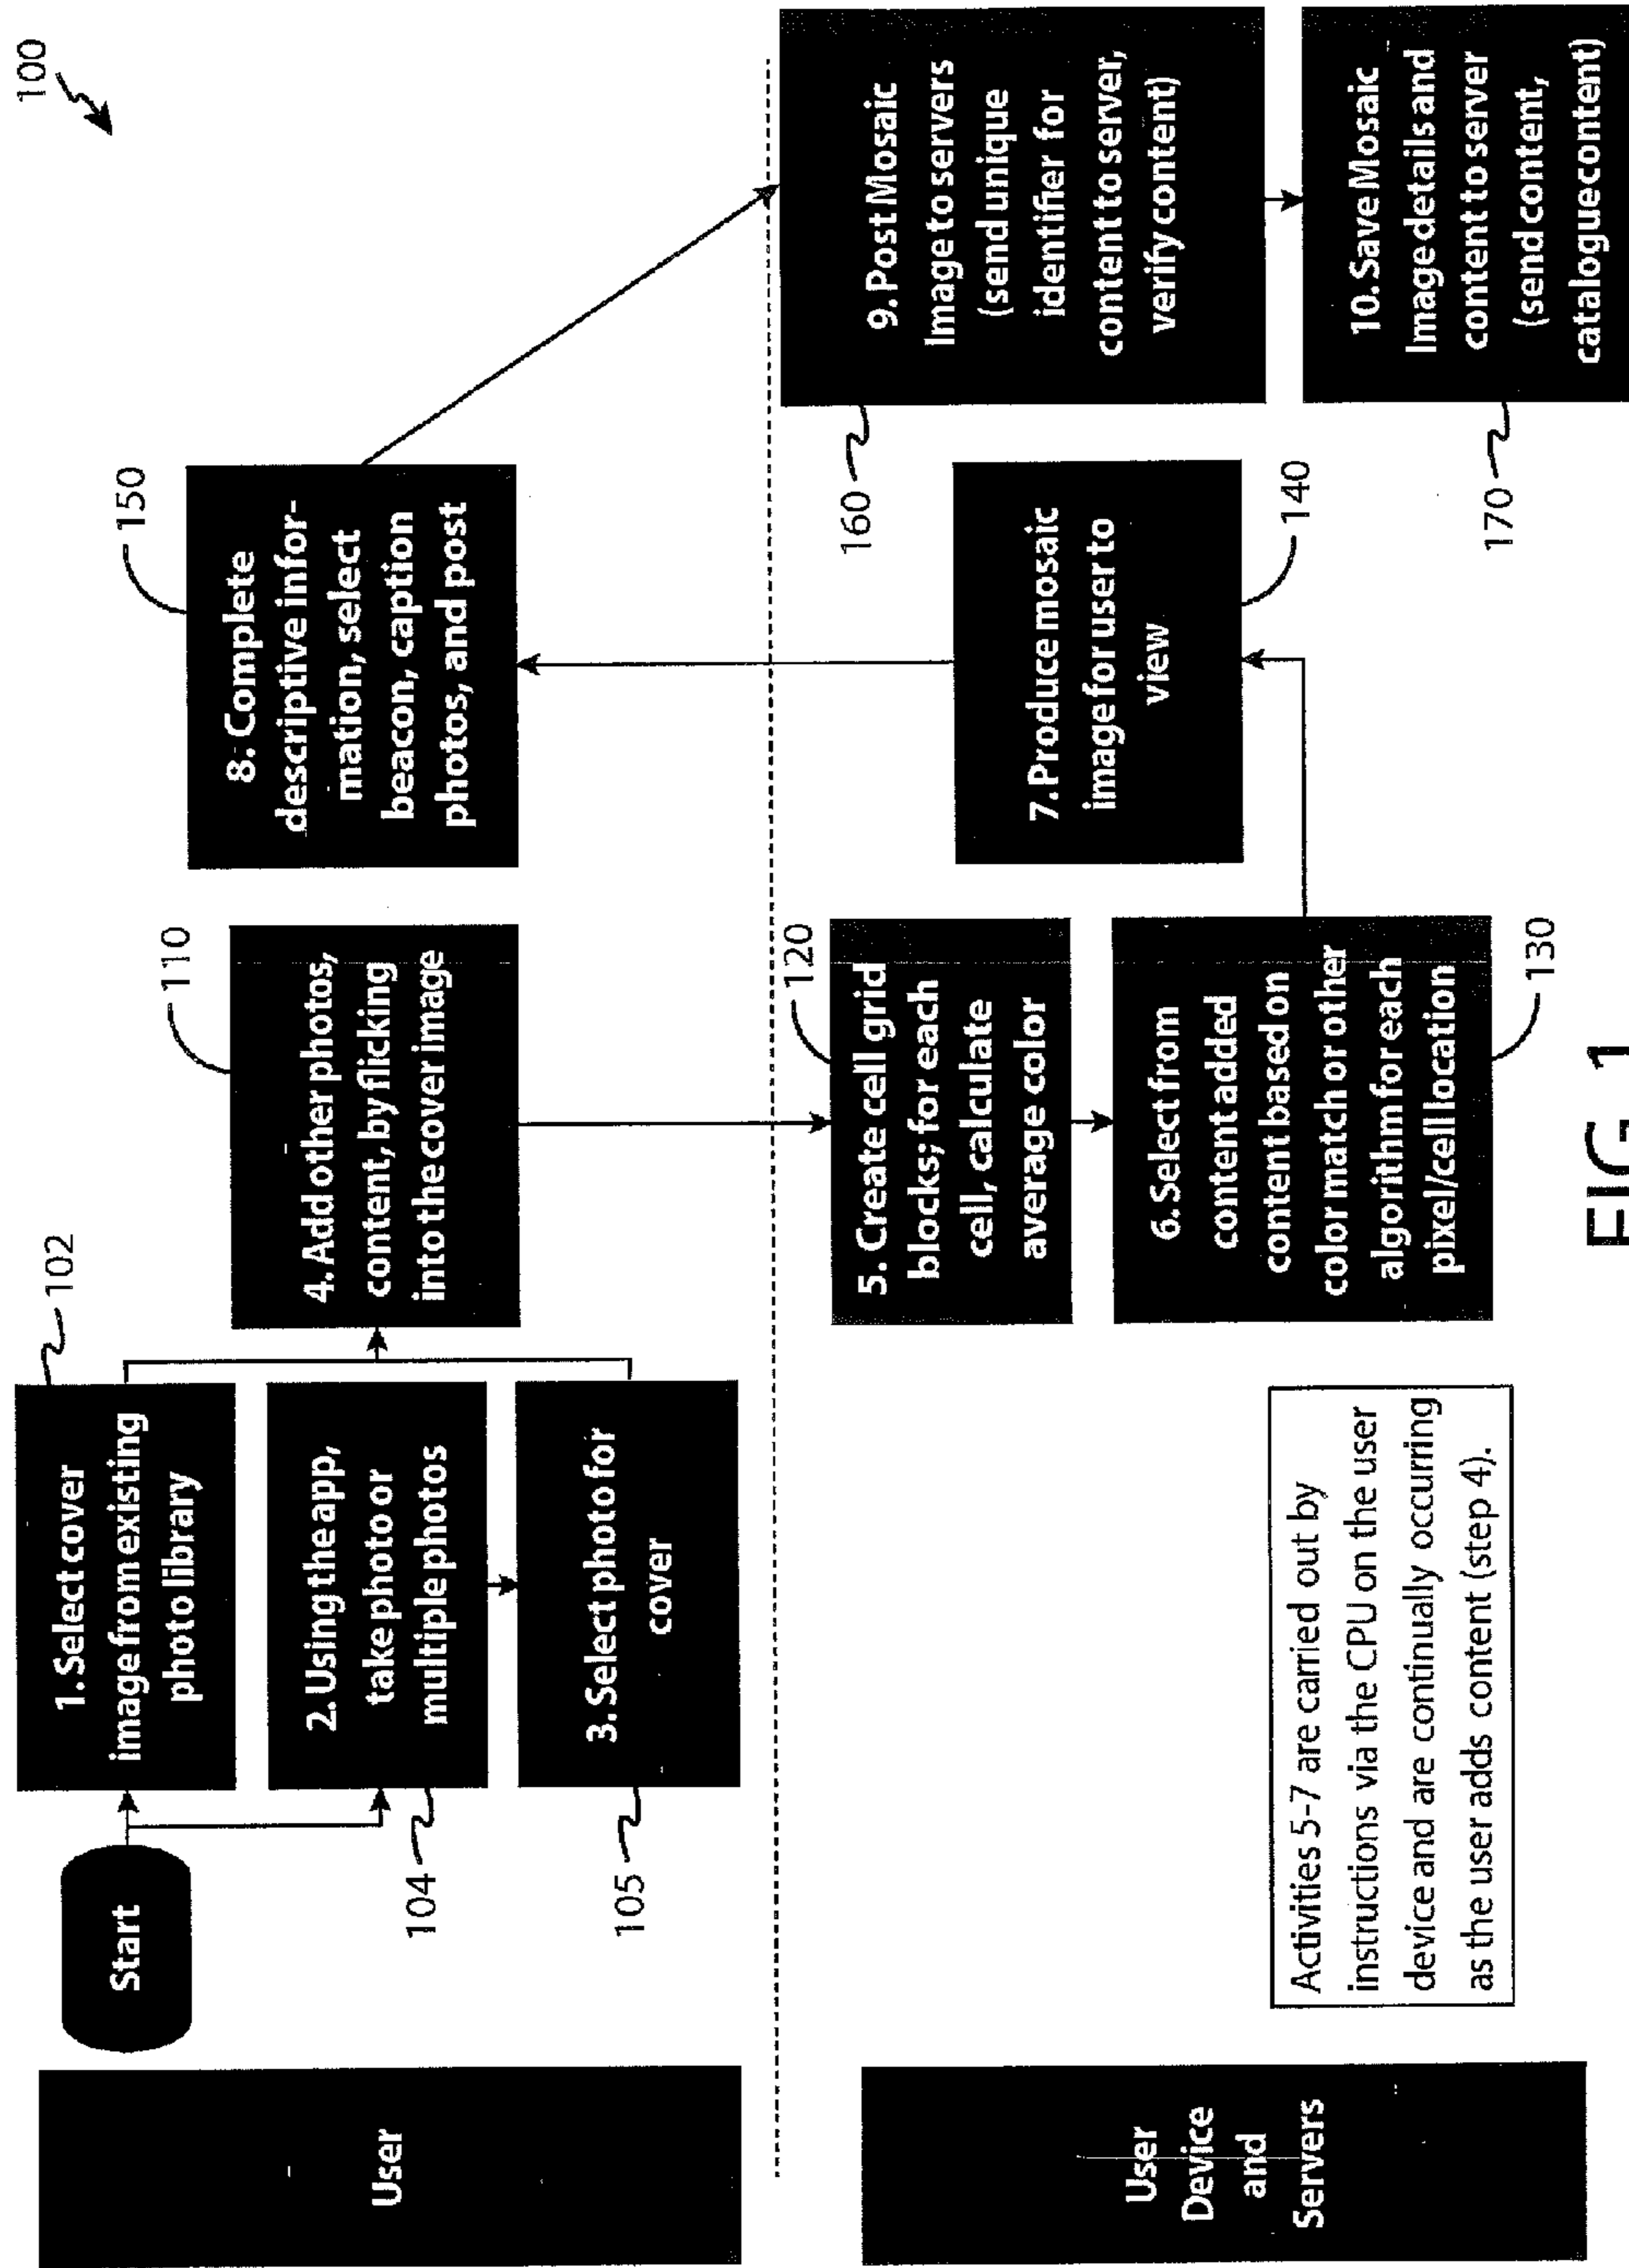 100
User
Start
1. Select cover
image from existing
photo library
102
2. Using the app,
take photo or
multiple photos
104
3. Select photo for
cover
105
4. Add other photos,
content, by flicking
into the cover image
110
8. Complete
descriptive infor-
mation, select
beacon, caption
photos, and post
150
User
Device
and
Servers
Activities 5-7 are carried out by
instructions via the CPU on the user
device and are continually occurring
as the user adds content (step 4).
5. Create cell grid
blocks; for each
cell, calculate
average color
120
6. Select from
content added
content based on
color match or other
algorithm for each
pixel/cell location
130
7. Produce mosaic
image for user to
view
140
9. Post Mosaic
Image to servers
(send unique
identifier for
content to server,
verify content)
160
10. Save Mosaic
Image details and
content to server
(send content,
catalogue content)
170
FIG. 1